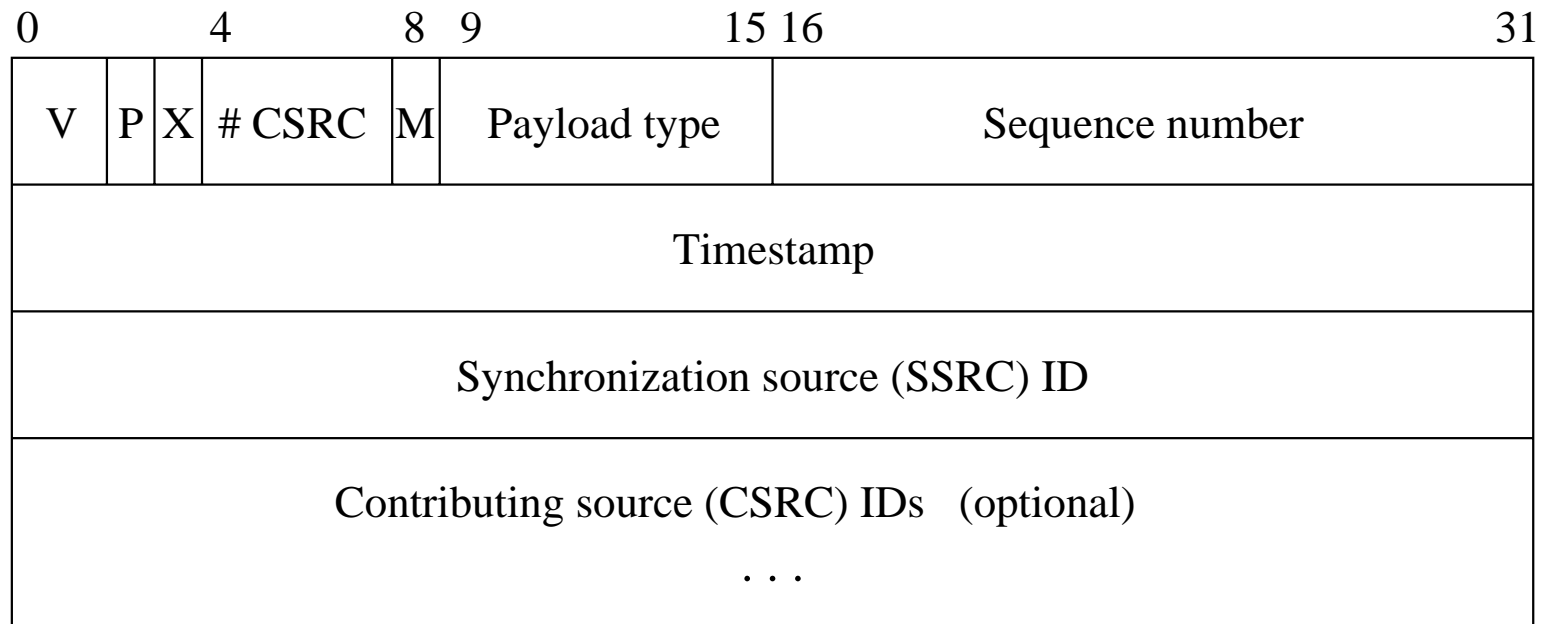 0 4 8 9 15 16 31
V P X # CSRC M Payload type Sequence number
Timestamp
Synchronization source (SSRC) ID
Contributing source (CSRC) IDs (optional)
. . .